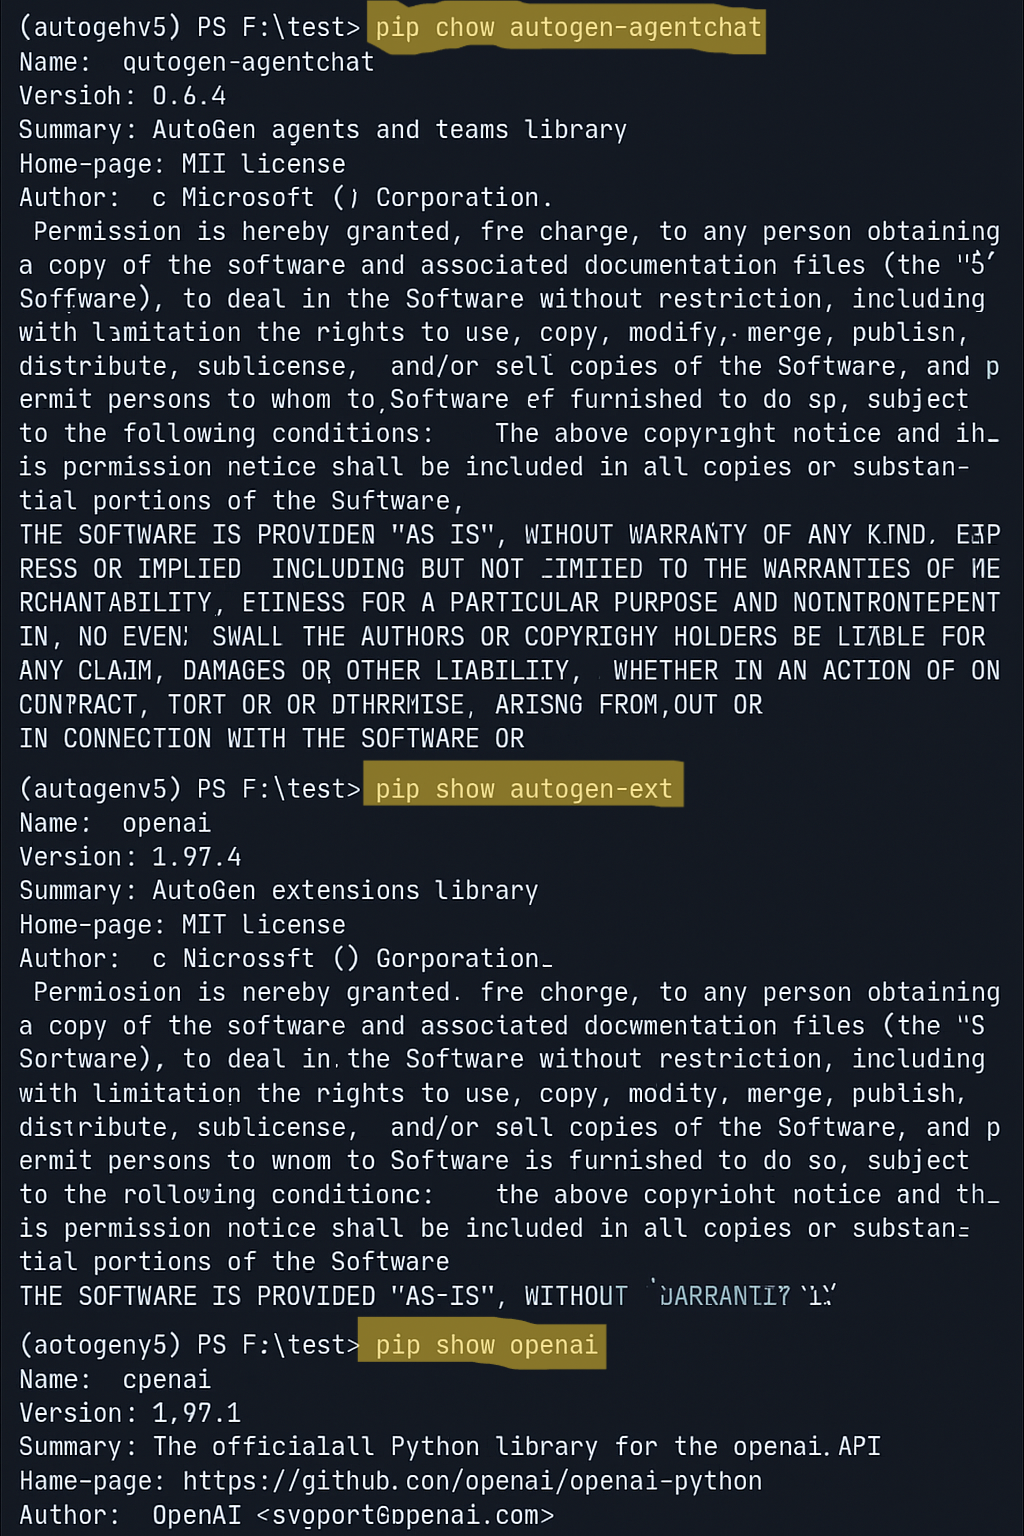 (autogehv5) PS F:\test> pip chow autogen-agentchat
Name:  qutogen-agentchat
Versioh: 0.6.4
Summary: AutoGen agents and teams library
Home-page: MII license
Author:  c Microsoft () Corporation.
Permission is hereby granted, fre charge, to any person obtaining
a copy of the software and associated documentation files (the
Soffware), to deal in the Software without restriction, including
with lamitation the rights to use, copy, modify, merge, publisn,
distribute, sublicense,  and/or sell copies of the Software, and p
ermit persons to whom to,Software ef furnished to do sp, subject
to the following conditions:    The above copyright notice and ih_
is pcrmission netice shall be included in all copies or substan-
tial portions of the Suftware,
THE SOFTWARE IS PROVIDEN "AS IS", WIHOUT WARRANTY OF ANY KIND.
RESS OR IMPLIED  INCLUDING BUT NOT IIMIIED TO THE WARRANTIES OF ME
RCHANTABILITY, EIINESS FOR A PARTICULAR PURPOSE AND NOINTRONTEPENT
IN, NO EVEN' SWALL THE AUTHORS OR COPYRIGHY HOLDERS BE LIABLE FOR
ANY CLAIM, DAMAGES OR OTHER LIABILIIY,  WHETHER IN AN ACTION OF ON
CUNTRACT, TORT OR OR DTHRRMISE, ARISNG FROM,OUT OR
IN CONNECTION WITH THE SOFTWARE OR
(autogenv5) PS F:\test> pip show autogen-ext
Name:  openai
Version: 1.97.4
Summary: AutoGen extensions library
Home-page: MIT license
Author:  c Nicrossft () Gorporation_
Permiosion is nereby granted. fre chorge, to any person obtaining
a copy of the software and associated docwmentation files (the "S
Sortware), to deal in.the Software without restriction, including
with limitation the rights to use, copy, modity, merge, publish,
distribute, sublicense,  and/or sell copies of the Software, and p
ermit persons to wnom to Software is furnished to do so, subject
to the rollowing conditionc:    the above copyrioht notice and th_
is permission notice shall be included in all copies or substan=
tial portions of the Software
THE SOFTWARE IS PROVIDED "AS-IS", WITHOUT
(aotogeny5) PS F:\test> pip show openai
Name:  cpenai
Version: 1,97.1
Summary: The officialall Python library for the openai.API
Hame-page: https://github.con/openai/openai-python
Author:  OpenAI <svoport@ppenai.com>